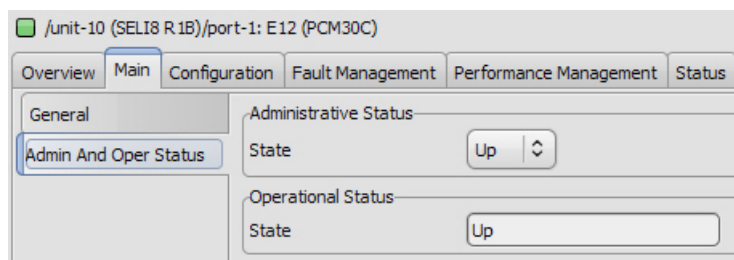 /unit-10 (SELI8 R1B)/port-1: E12 (PCM30C)
Overview Main Configuration Fault Management Performance Management Status
General
Admin And Oper Status
Administrative Status
State Up
Operational Status
State Up